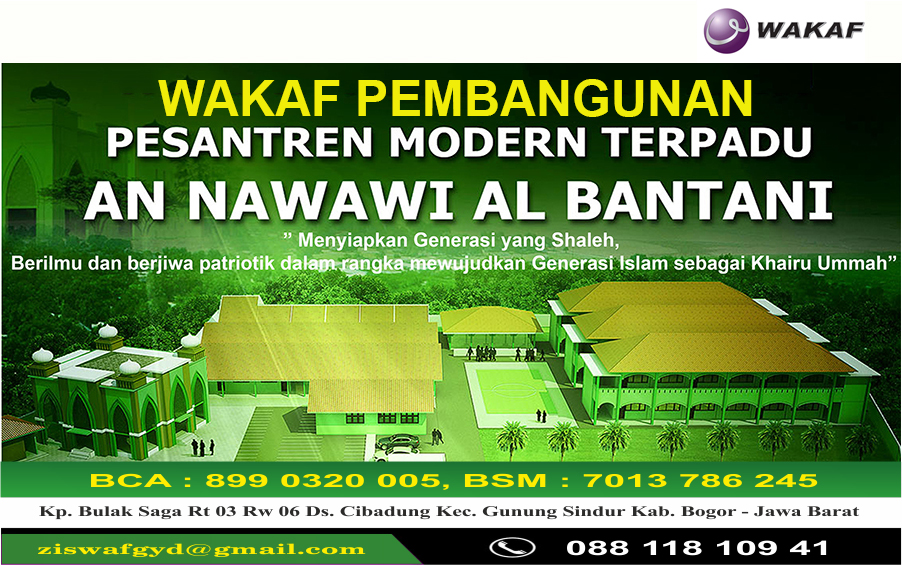 WAKAF
WAKAF PEMBANGUNAN
PESANTREN MODERN TERPADU
AN NAWAWI AL BANTANI
” Menyiapkan Generasi yang Shaleh,
Berilmu dan berjiwa patriotik dalam rangka mewujudkan Generasi Islam sebagai Khairu Ummah”
BCA : 899 0320 005, BSM : 7013 786 245
Kp. Bulak Saga Rt 03 Rw 06 Ds. Cibadung Kec. Gunung Sindur Kab. Bogor - Jawa Barat
ziswafgyd@gmail.com
088 118 109 41